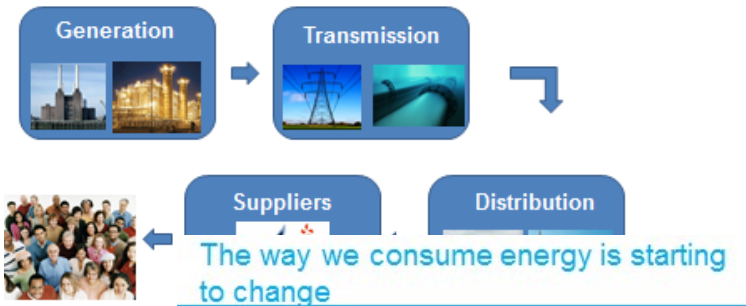 Generation
Transmission
Suppliers
Distribution
The way we consume energy is starting
to change